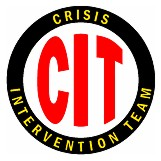 CRISIS
CIT
INTERVENTION TEAM